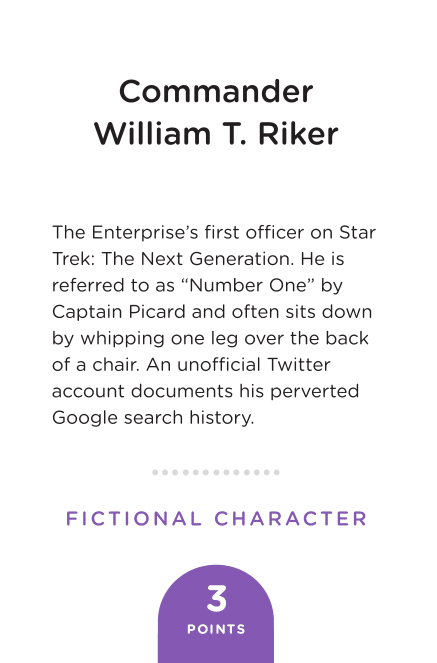 Commander
William T. Riker
The Enterprise’s first officer on Star
Trek: The Next Generation. He is
referred to as “Number One” by
Captain Picard and often sits down
by whipping one leg over the back
of a chair. An unofficial Twitter
account documents his perverted
Google search history.
FICTIONAL CHARACTER
3
POINTS